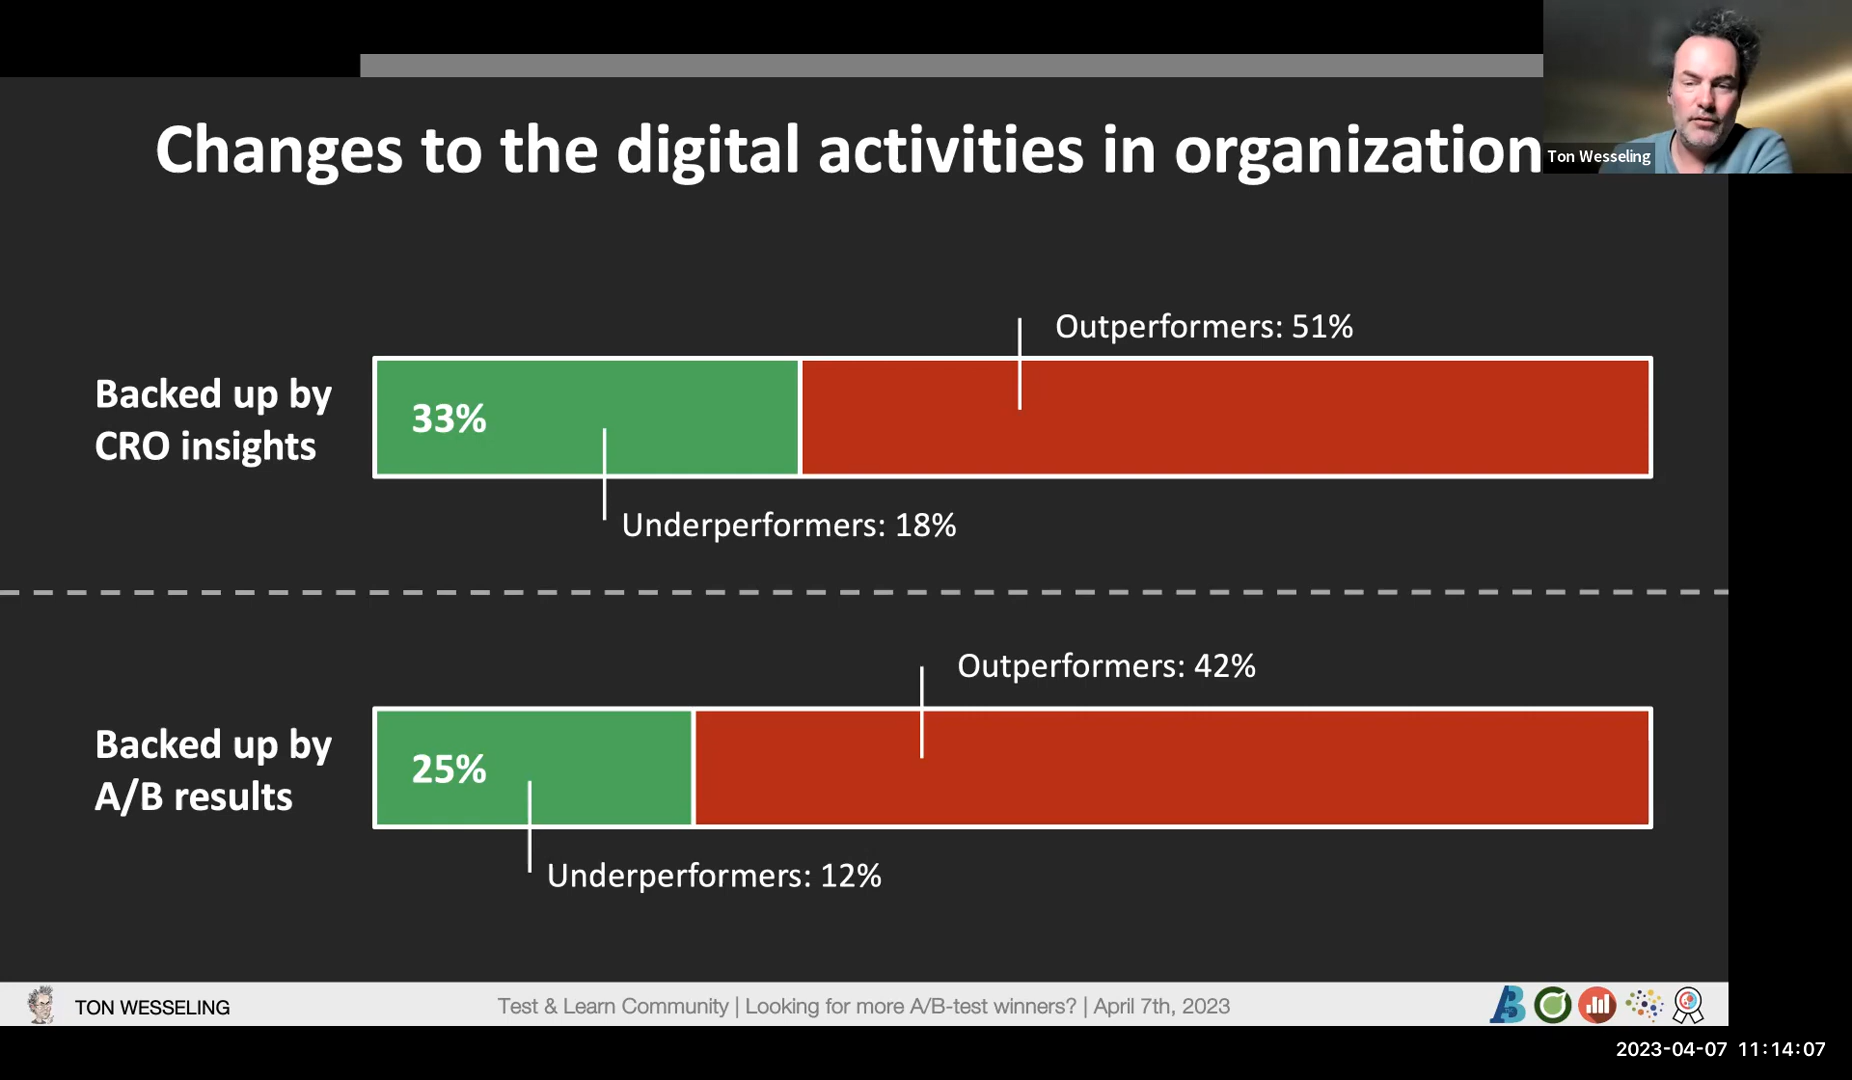 Changes to the digital activities in organization
Ton Wesseling
Outperformers: 51%
Backed up by
CRO insights
33%
Underperformers: 18%
Outperformers: 42%
Backed up by
A/B results
25%
Underperformers: 12%
TON WESSELING
Test & Learn Community | Looking for more A/B-test winners? | April 7th, 2023
2023-04-07 11:14:07